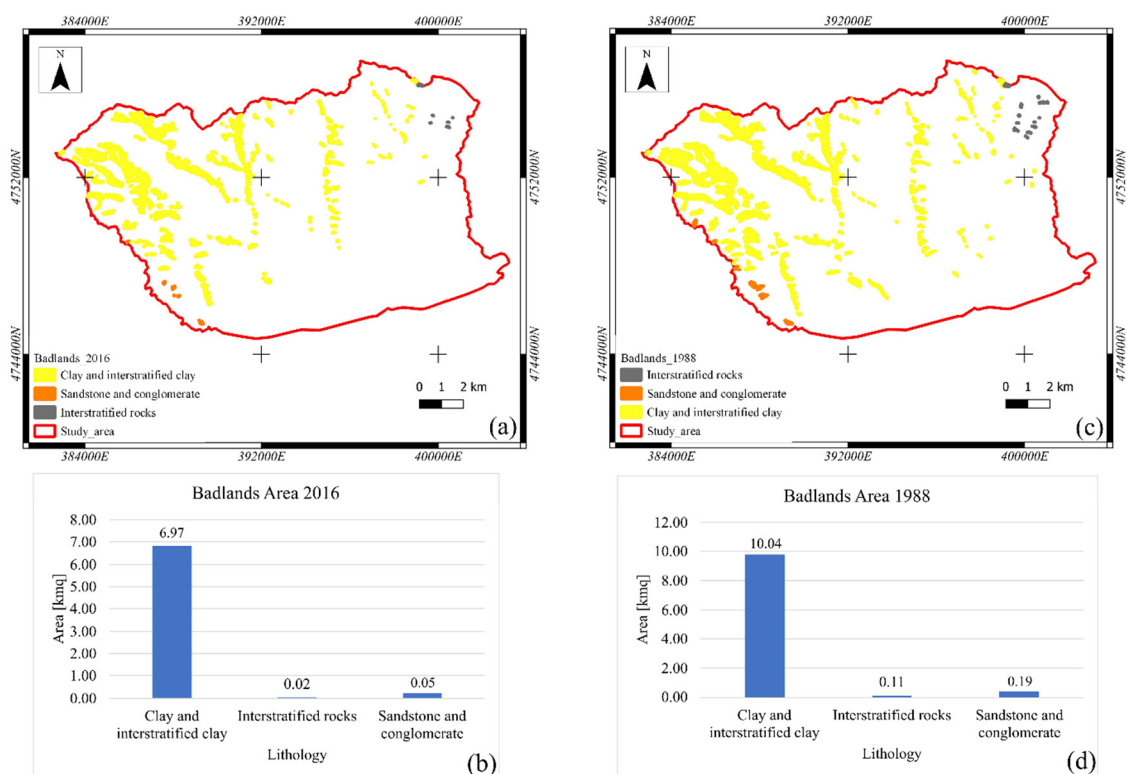 384000E 392000E 400000E
N
4752000N
4752000N
4744000N
4744000N
Badlands_2016
Clay and interstratified clay
Sandstone and conglomerate
Interstratified rocks
Study_area
0 1 2 km
(a)
384000E 392000E 400000E
384000E 392000E 400000E
N
4752000N
4752000N
4744000N
4744000N
Badlands_1988
Interstratified rocks
Sandstone and conglomerate
Clay and interstratified clay
Study_area
0 1 2 km
(c)
384000E 392000E 400000E
Badlands Area 2016
Area [kmq]
8.00
7.00
6.00
5.00
4.00
3.00
2.00
1.00
0.00
6.97
0.02
0.05
Clay and
interstratified clay
Interstratified rocks
Sandstone and
conglomerate
Lithology
(b)
Badlands Area 1988
Area [kmq]
12.00
10.00
8.00
6.00
4.00
2.00
0.00
10.04
0.11
0.19
Clay and
interstratified clay
Interstratified rocks
Sandstone and
conglomerate
Lithology
(d)